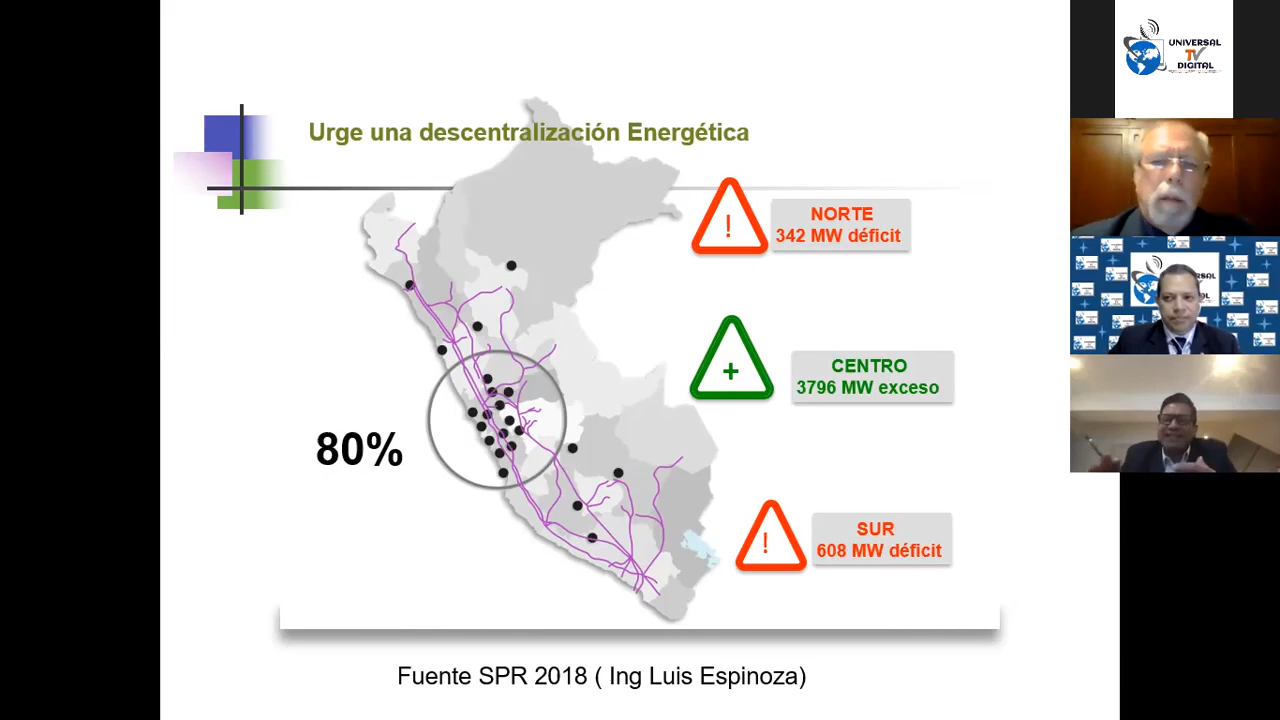 Urge una descentralización Energética
!
NORTE
342 MW déficit
+
CENTRO
3796 MW exceso
80%
!
SUR
608 MW déficit
Fuente SPR 2018 ( Ing Luis Espinoza)
UNIVERSAL
TV
DIGITAL